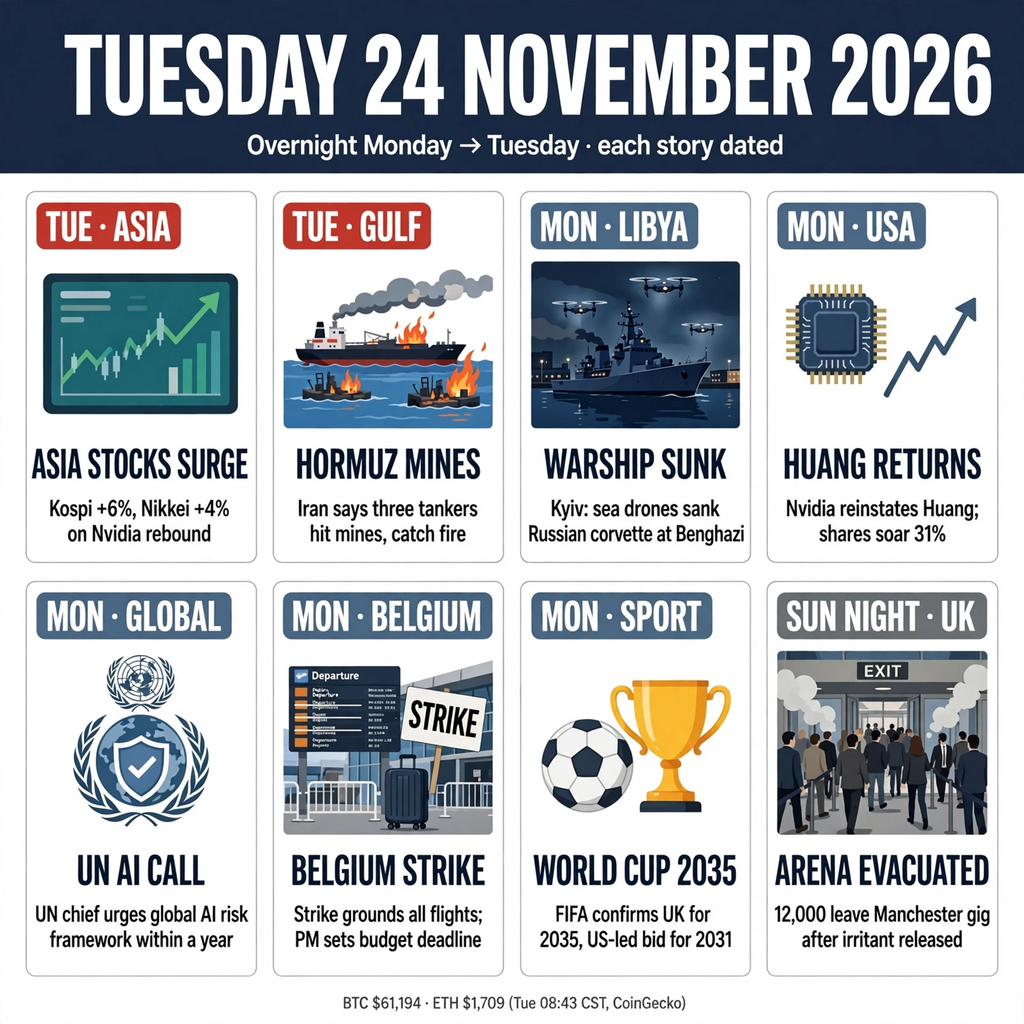 TUESDAY 24 NOVEMBER 2026
Overnight Monday → Tuesday · each story dated
TUE · ASIA
ASIA STOCKS SURGE
Kospi +6%, Nikkei +4%
on Nvidia rebound
TUE · GULF
HORMUZ MINES
Iran says three tankers
hit mines, catch fire
MON · LIBYA
WARSHIP SUNK
Kyiv: sea drones sank
Russian corvette at Benghazi
MON · USA
HUANG RETURNS
Nvidia reinstates Huang;
shares soar 31%
MON · GLOBAL
UN AI CALL
UN chief urges global AI risk
framework within a year
MON · BELGIUM
Departure
STRIKE
BELGIUM STRIKE
Strike grounds all flights;
PM sets budget deadline
MON · SPORT
WORLD CUP 2035
FIFA confirms UK for
2035, US-led bid for 2031
SUN NIGHT · UK
EXIT
ARENA EVACUATED
12,000 leave Manchester gig
after irritant released
BTC $61,194 · ETH $1,709 (Tue 08:43 CST, CoinGecko)